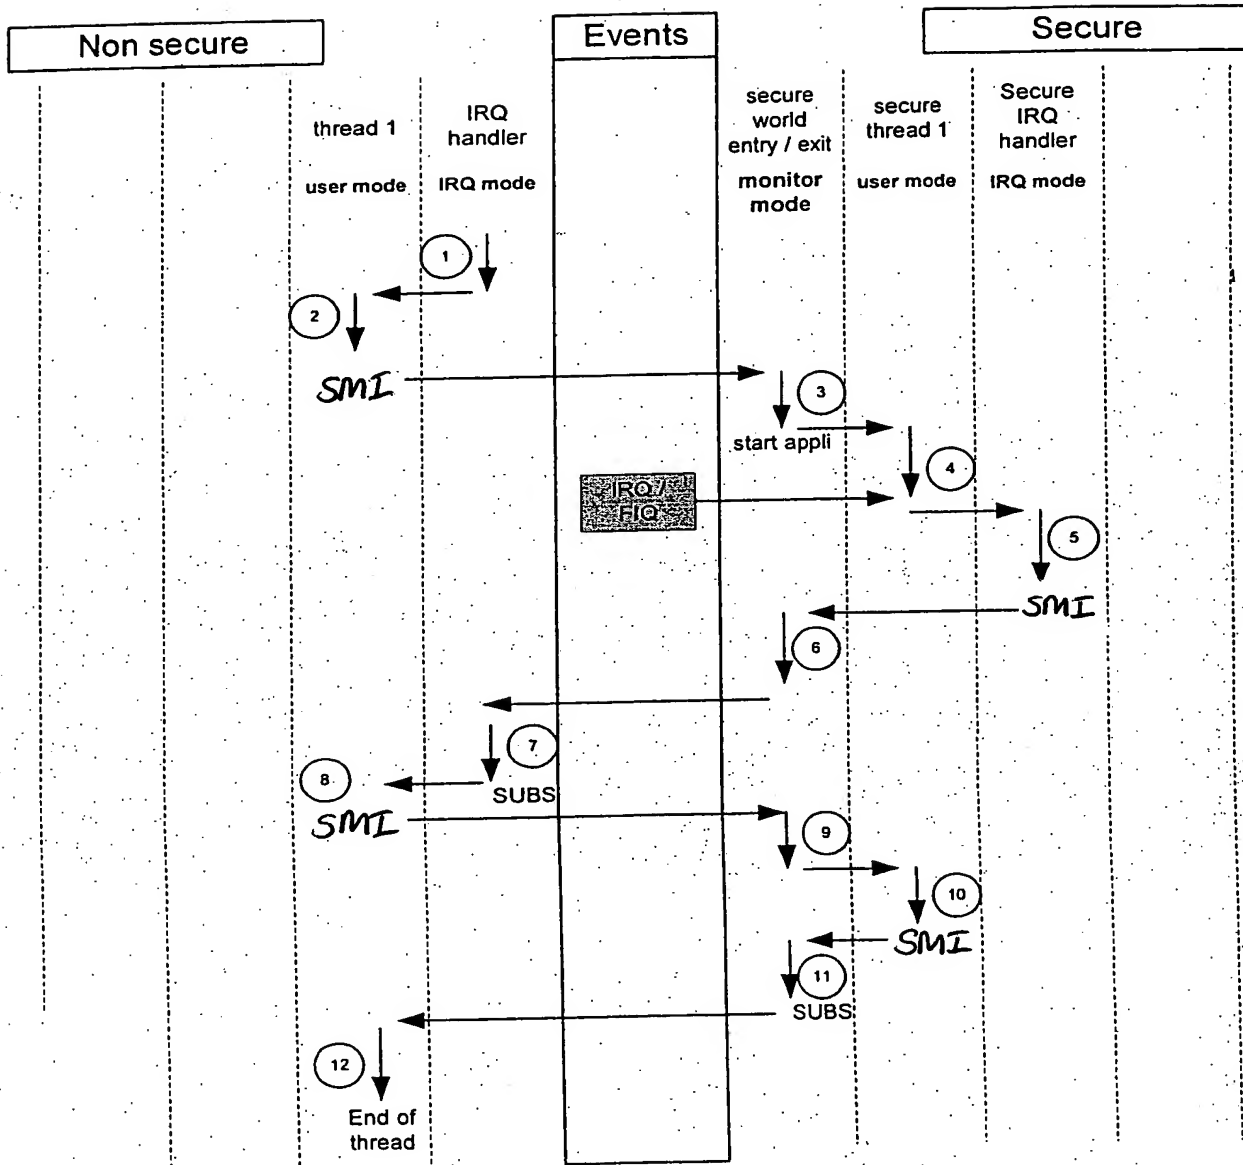 Non secure
Events
Secure
thread 1
user mode
IRQ
handler
IRQ mode
secure
world
entry / exit
monitor
mode
secure
thread 1
user mode
Secure
IRQ
handler
IRQ mode
1
2
SMI
3
start appli
4
IRQ /
FIQ
5
SMI
6
7
8
SUBS
SMI
9
10
SMI
11
SUBS
12
End of
thread